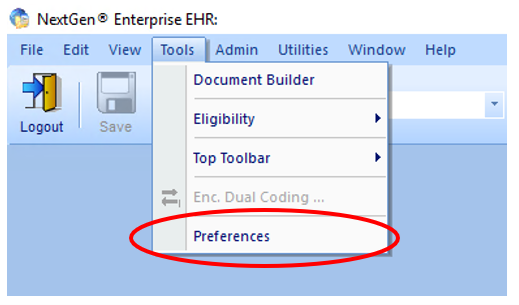 NextGen® Enterprise EHR:
File Edit View Tools Admin Utilities Window Help
Document Builder
Eligibility
Top Toolbar
Enc. Dual Coding ...
Preferences
Logout Save